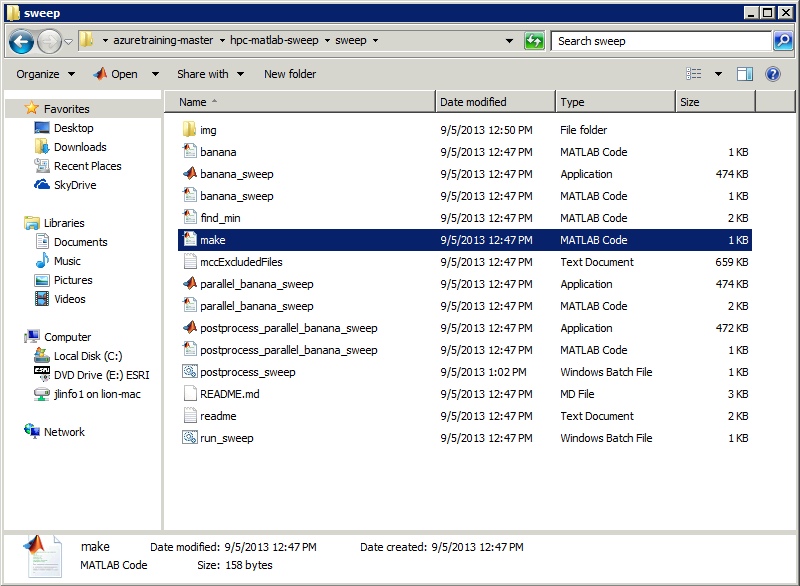 sweep
azuretraining-master hpc-matlab-sweep sweep
Search sweep
Organize Open Share with New folder
Favorites
Desktop
Downloads
Recent Places
SkyDrive
Libraries
Documents
Music
Pictures
Videos
Computer
Local Disk (C:)
DVD Drive (E:) ESRI
jlinfo1 on lion-mac
Network
Name Date modified Type Size
img 9/5/2013 12:50 PM File folder
banana 9/5/2013 12:47 PM MATLAB Code 1 KB
banana_sweep 9/5/2013 12:47 PM Application 474 KB
banana_sweep 9/5/2013 12:47 PM MATLAB Code 1 KB
find_min 9/5/2013 12:47 PM MATLAB Code 2 KB
make 9/5/2013 12:47 PM MATLAB Code 1 KB
mccExcludedFiles 9/5/2013 12:47 PM Text Document 659 KB
parallel_banana_sweep 9/5/2013 12:47 PM Application 474 KB
parallel_banana_sweep 9/5/2013 12:47 PM MATLAB Code 2 KB
postprocess_parallel_banana_sweep 9/5/2013 12:47 PM Application 472 KB
postprocess_parallel_banana_sweep 9/5/2013 12:47 PM MATLAB Code 1 KB
postprocess_sweep 9/5/2013 1:02 PM Windows Batch File 1 KB
README.md 9/5/2013 12:47 PM MD File 3 KB
readme 9/5/2013 12:47 PM Text Document 2 KB
run_sweep 9/5/2013 12:47 PM Windows Batch File 1 KB
make Date modified: 9/5/2013 12:47 PM Date created: 9/5/2013 12:47 PM
MATLAB Code Size: 158 bytes